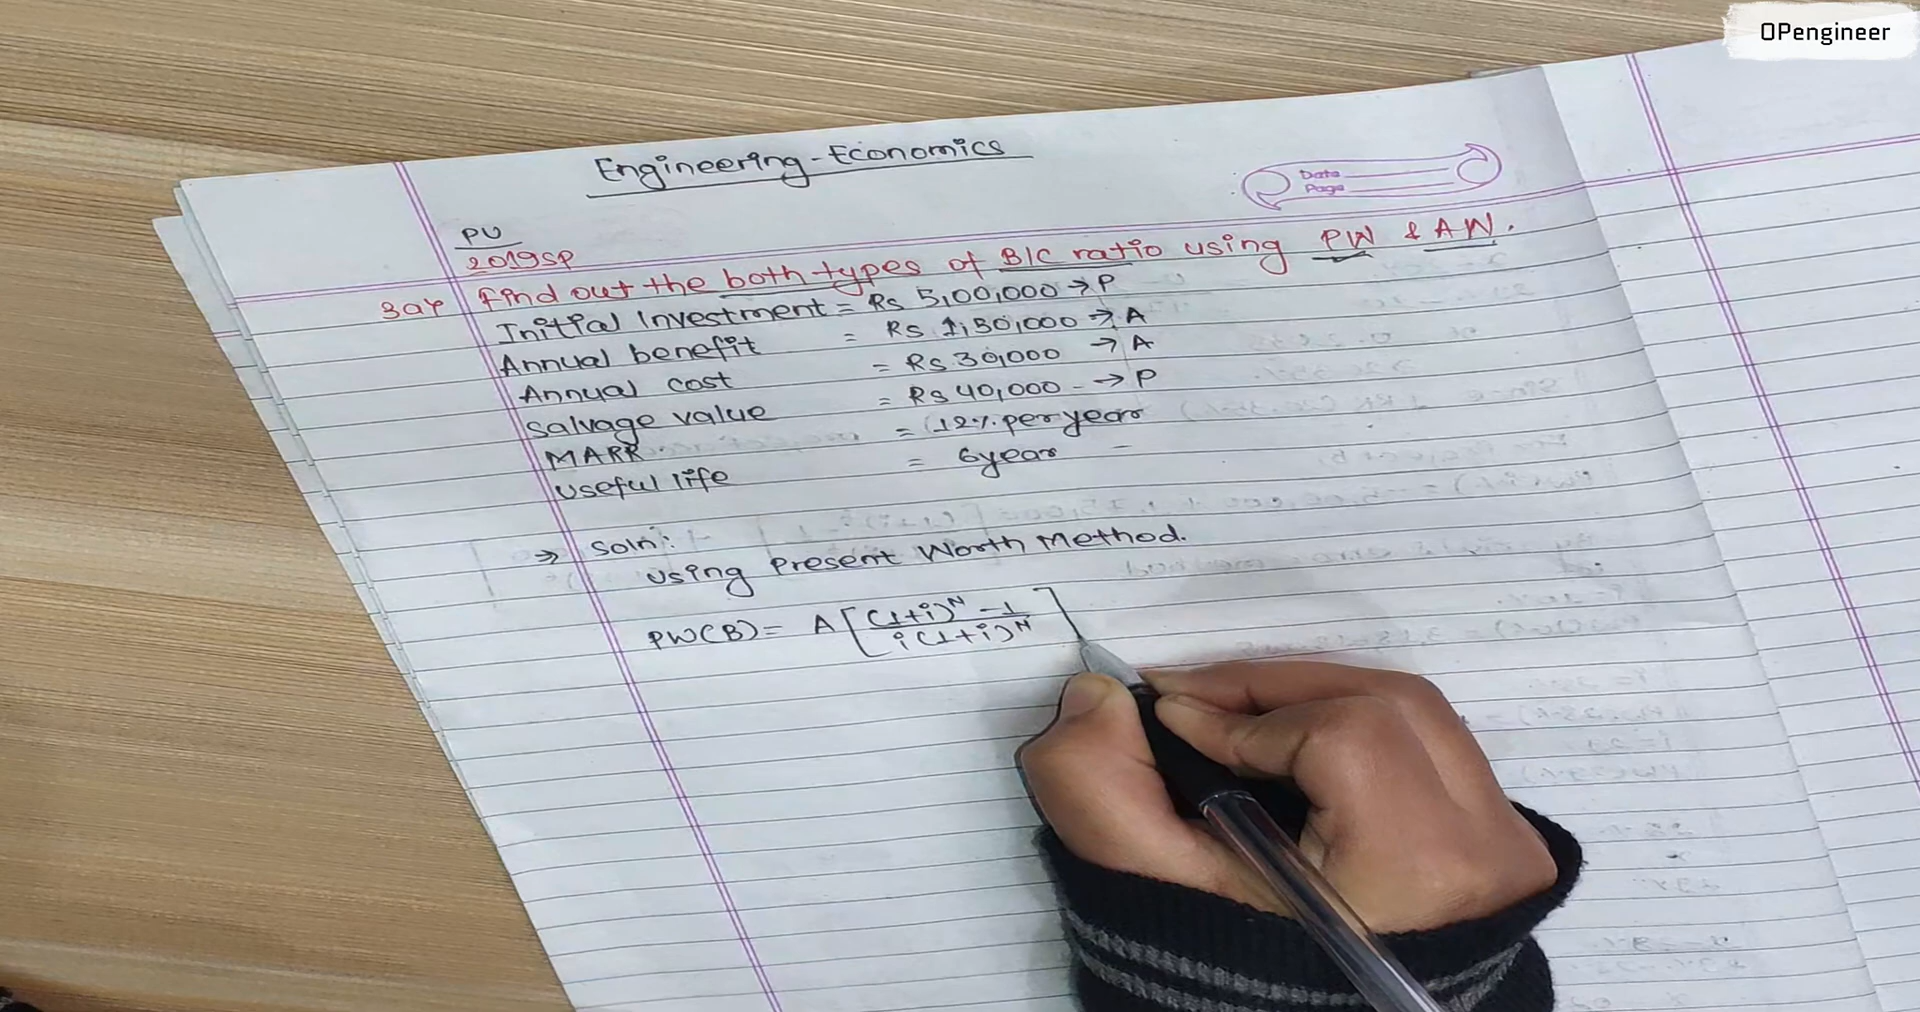 OPengineer
Engineering-Economics
Date
Page
PU
2019SP
3a% Find out the both types of B/C ratio using PW & AW.
Initial Investment = Rs 5,00,000 → P
Annual benefit = Rs 1,50,000 → A
Annual cost = Rs. 30,000 → A
Salvage value = Rs 40,000 - → P
MARR = 12% per year
Useful life = 6 year
⇒ Soln:
Using Present Worth Method.
PW(B) = A [ (1+i)^N - 1 / i(1+i)^N ]